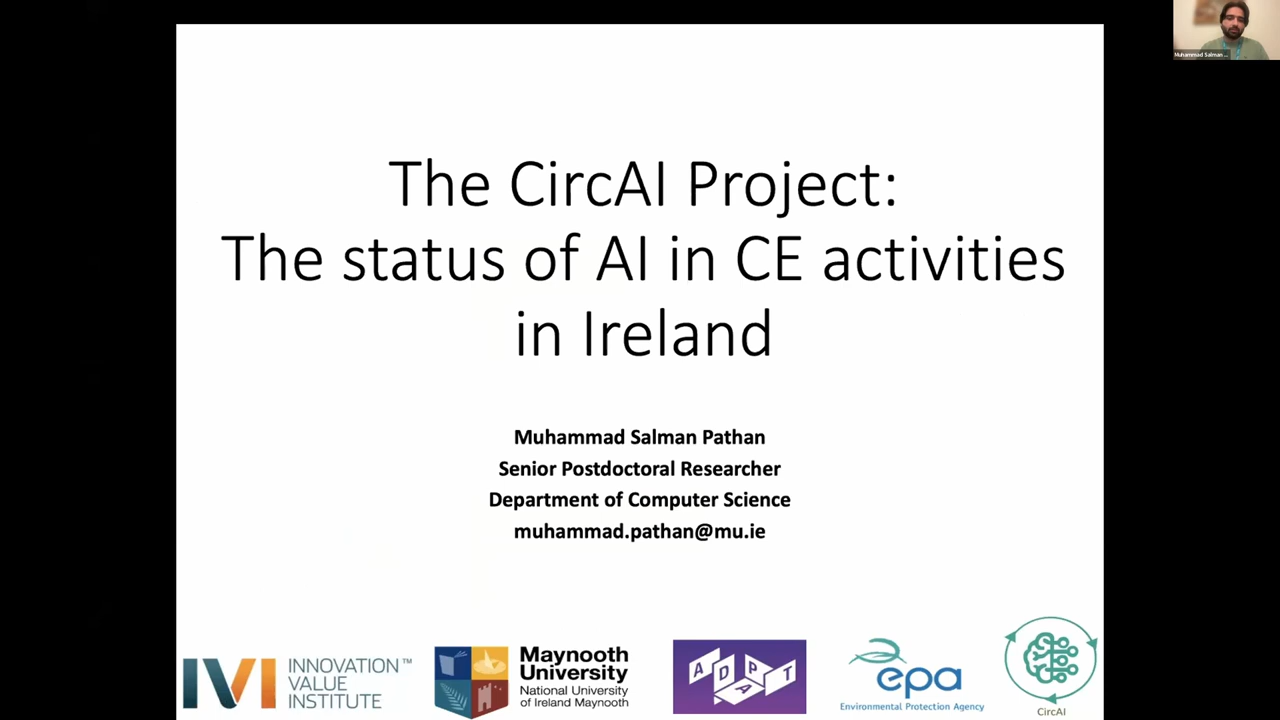 Muhammad Salman ...
The CircAI Project:
The status of AI in CE activities
in Ireland
Muhammad Salman Pathan
Senior Postdoctoral Researcher
Department of Computer Science
muhammad.pathan@mu.ie
IVI INNOVATION™
VALUE
INSTITUTE
Maynooth
University
National University
of Ireland Maynooth
ADAPT
epa
Environmental Protection Agency
CircAI